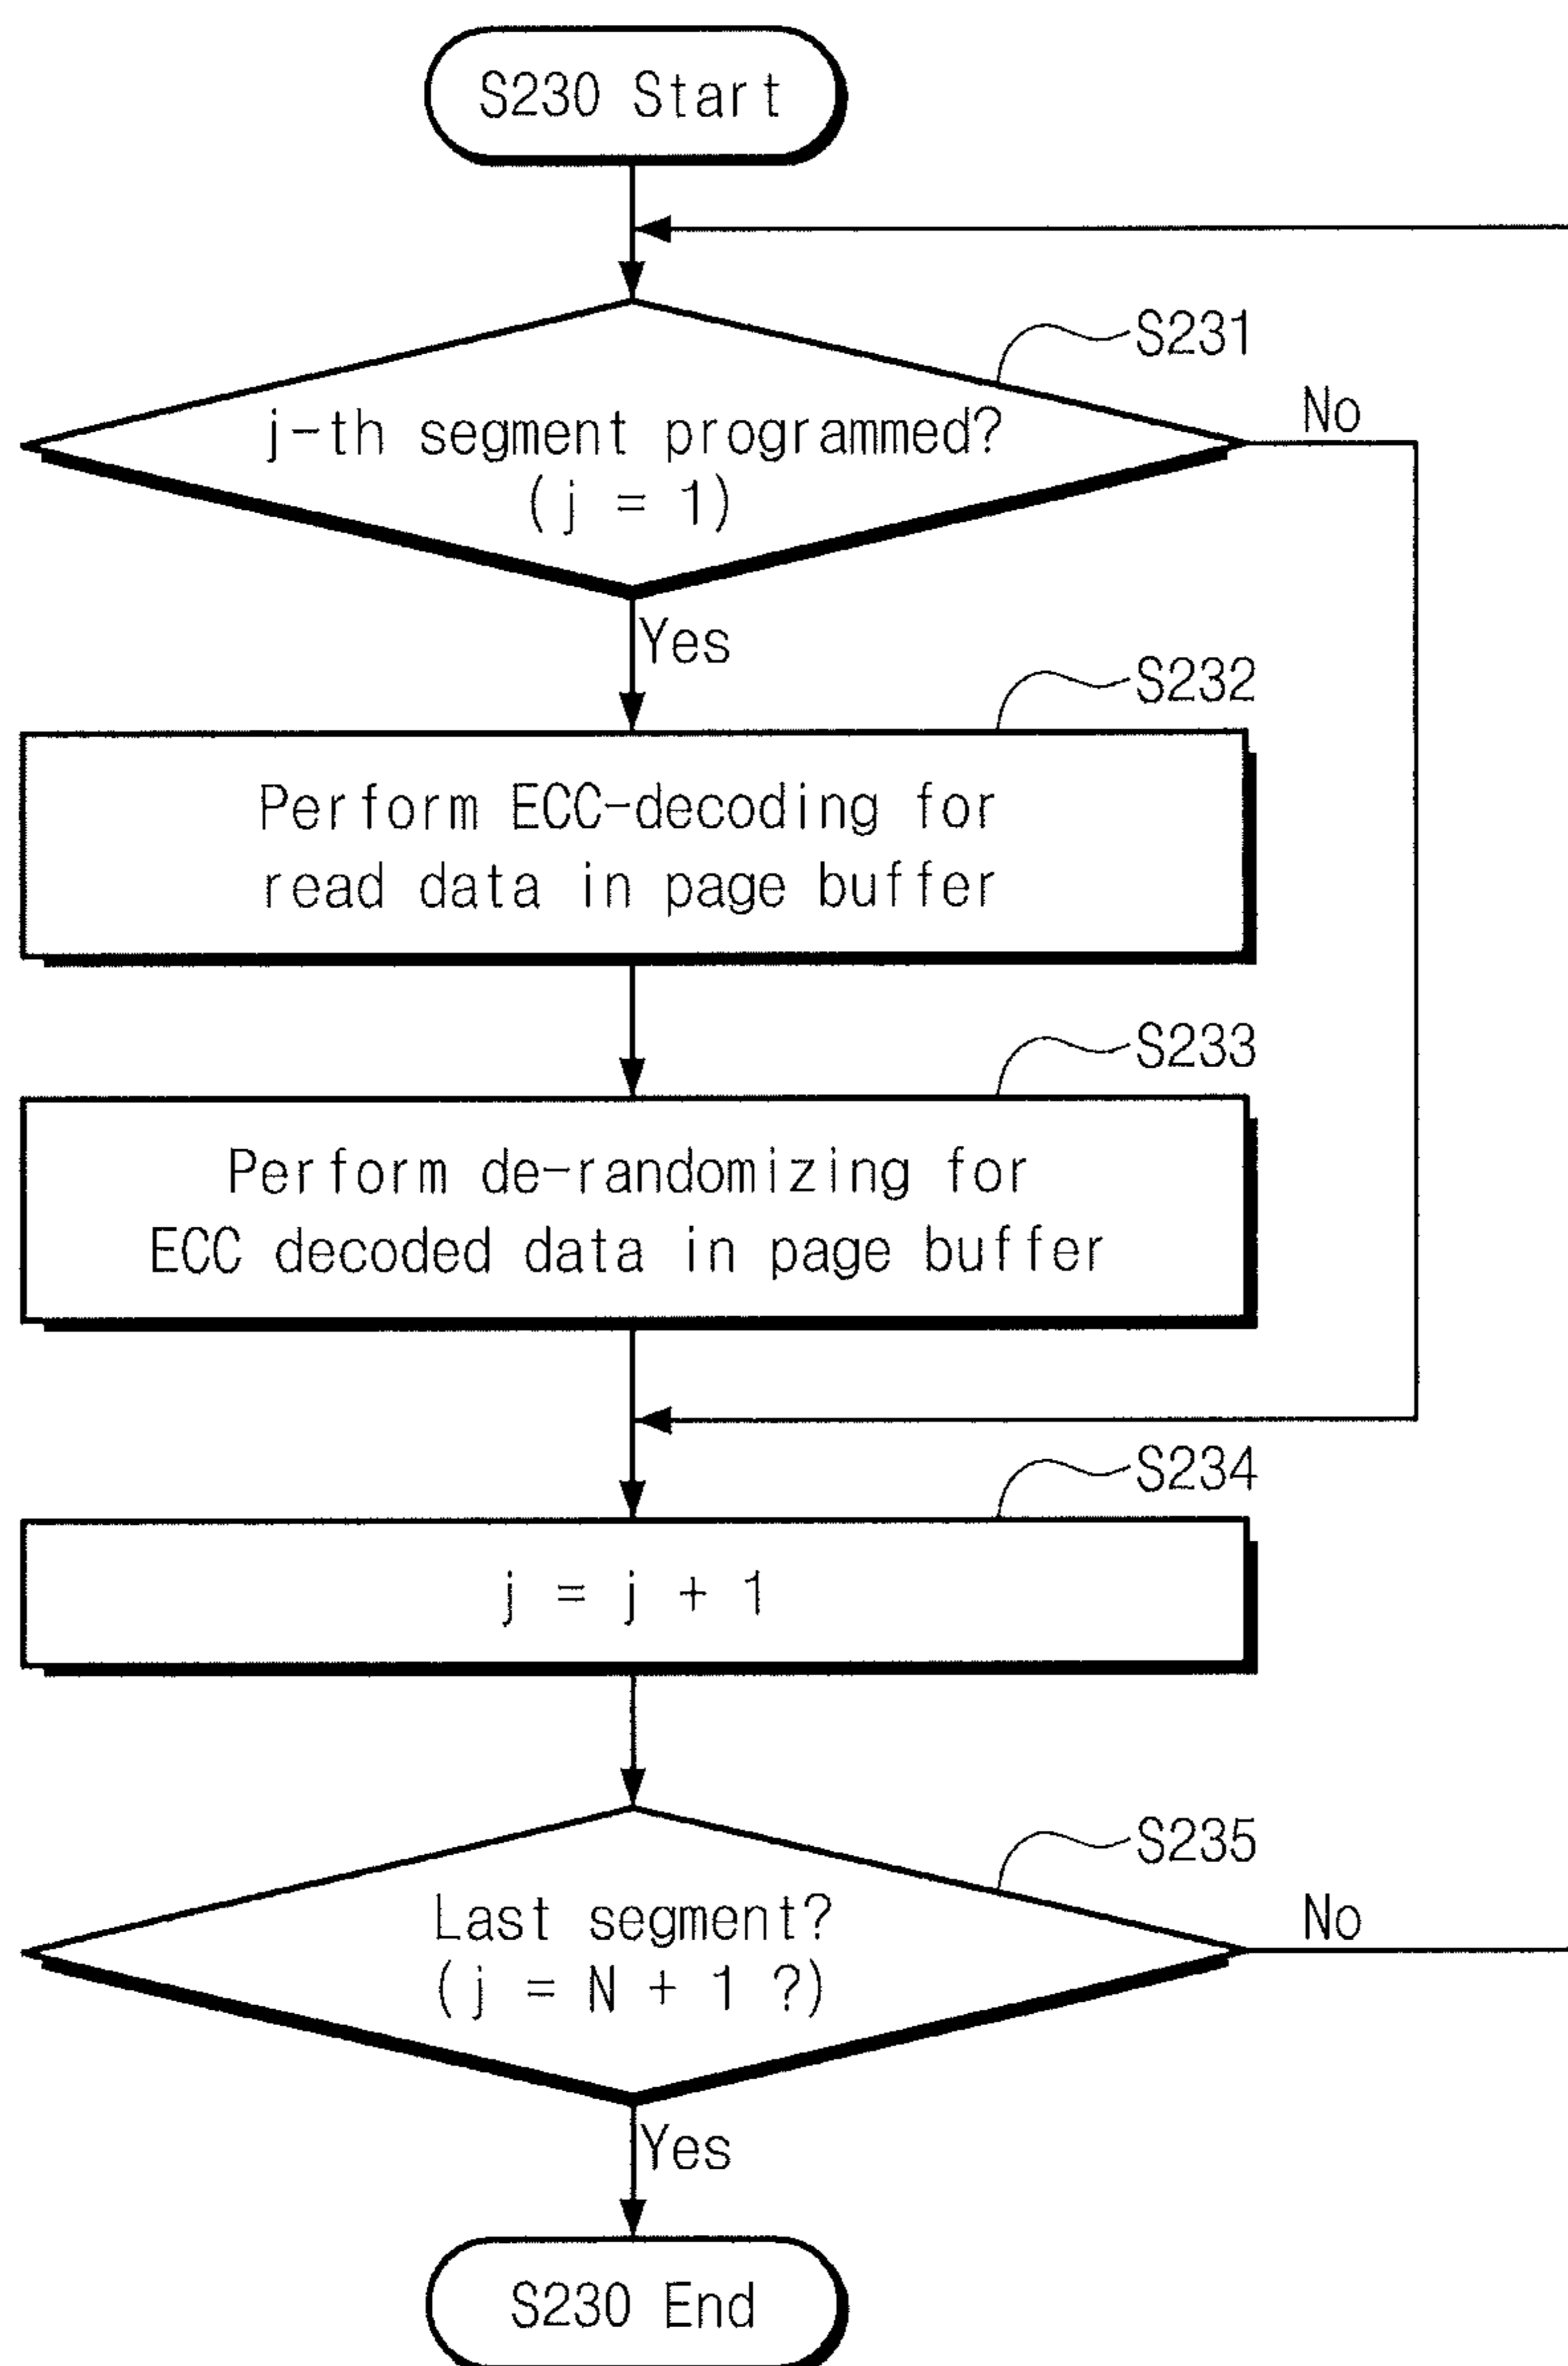 S230 Start
S231
j-th segment programmed?
(j = 1)
No
Yes
S232
Perform ECC-decoding for
read data in page buffer
S233
Perform de-randomizing for
ECC decoded data in page buffer
S234
j = j + 1
S235
Last segment?
(j = N + 1 ?)
No
Yes
S230 End